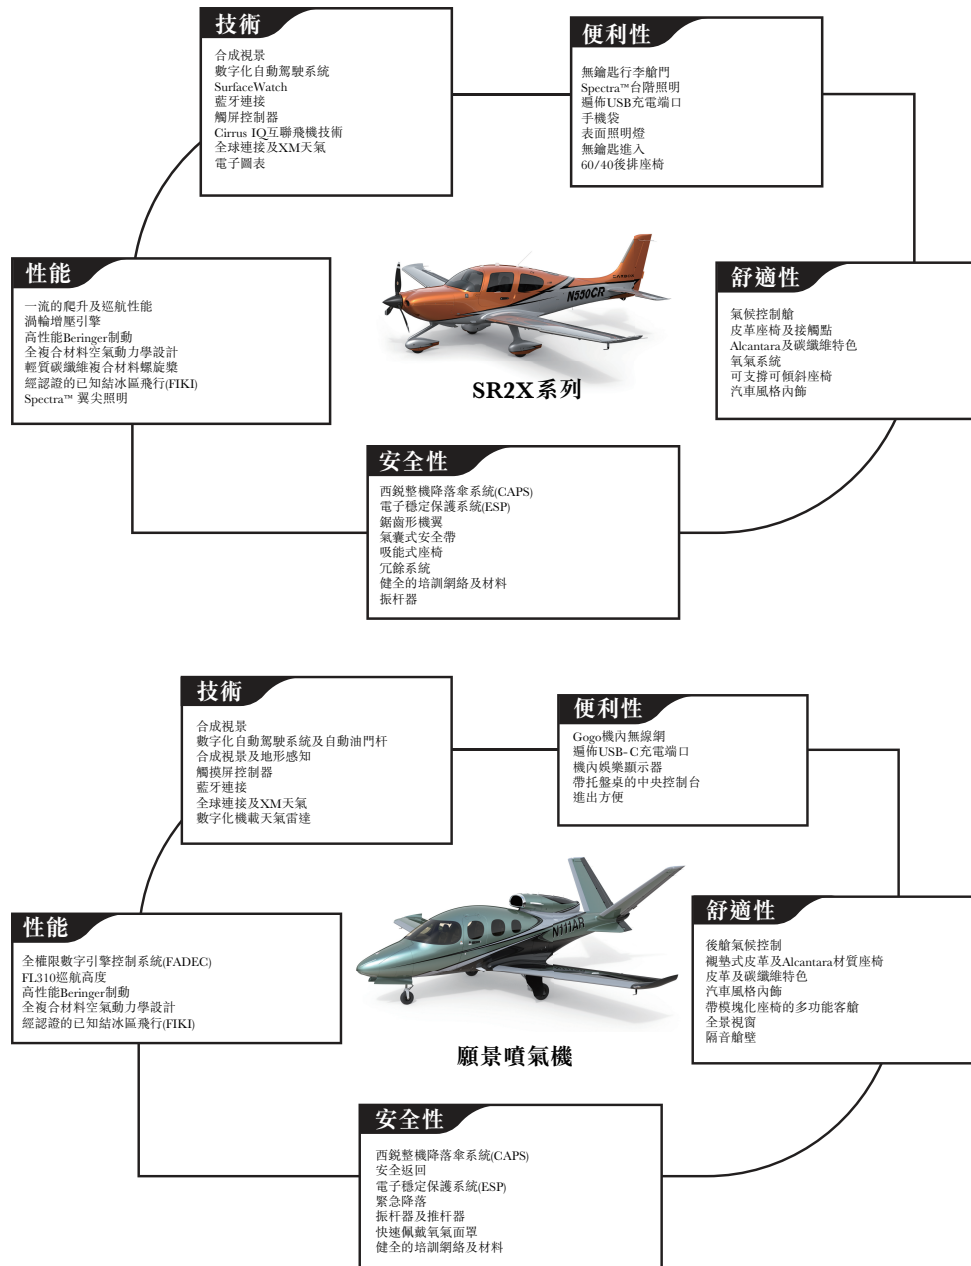 技術
合成視景
數字化自動駕駛系統
SurfaceWatch
藍牙連接
觸屏控制器
Cirrus IQ互聯飛機技術
全球連接及XM天氣
電子圖表
便利性
無鑰匙行李艙門
Spectra™台階照明
遍佈USB充電端口
手機袋
表面照明燈
無鑰匙進入
60/40後排座椅
性能
一流的爬升及巡航性能
渦輪增壓引擎
高性能Beringer制動
全複合材料空氣動力學設計
輕質碳纖維複合材料螺旋槳
經認證的已知結冰區飛行(FIKI)
Spectra™ 翼尖照明
N550CR
SR2X系列
舒適性
氣候控制艙
皮革座椅及接觸點
Alcantara及碳纖維特色
氧氣系統
可支撐可傾斜座椅
汽車風格內飾
安全性
西銳整機降落傘系統(CAPS)
電子穩定保護系統(ESP)
鋸齒形機翼
氣囊式安全帶
吸能式座椅
冗餘系統
健全的培訓網絡及材料
振杆器
技術
合成視景
數字化自動駕駛系統及自動油門杆
合成視景及地形感知
觸摸屏控制器
藍牙連接
全球連接及XM天氣
數字化機載天氣雷達
便利性
Gogo機內無線網
遍佈USB-C充電端口
機內娛樂顯示器
帶托盤桌的中央控制台
進出方便
性能
全權限數字引擎控制系統(FADEC)
FL310巡航高度
高性能Beringer制動
全複合材料空氣動力學設計
經認證的已知結冰區飛行(FIKI)
N111AR
願景噴氣機
舒適性
後艙氣候控制
襯墊式皮革及Alcantara材質座椅
皮革及碳纖維特色
汽車風格內飾
帶模塊化座椅的多功能客艙
全景視窗
隔音艙壁
安全性
西銳整機降落傘系統(CAPS)
安全返回
電子穩定保護系統(ESP)
緊急降落
振杆器及推杆器
快速佩戴氧氣面罩
健全的培訓網絡及材料